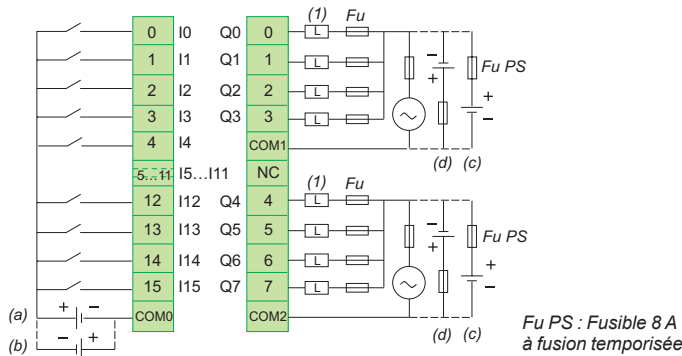 (1) Fu
0 I0 Q0 0 L
1 I1 Q1 1 L
2 I2 Q2 2 L
3 I3 Q3 3 L
4 I4 COM1
− + − + Fu PS + −
(d) (c)
5...11 I5...I11 NC
(1) Fu
12 I12 Q4 4 L
13 I13 Q5 5 L
14 I14 Q6 6 L
15 I15 Q7 7 L
(a) + − COM0 COM2
(b) − +
− + Fu PS + −
(d) (c)
Fu PS : Fusible 8 A
à fusion temporisée